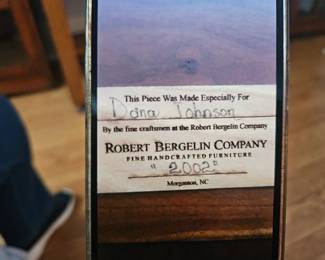 This Piece Was Made Especially For
Dana Johnson
By the fine craftsmen at the Robert Bergelin Company
ROBERT BERGELIN COMPANY
FINE HANDCRAFTED FURNITURE
"2002"
Morganton, NC